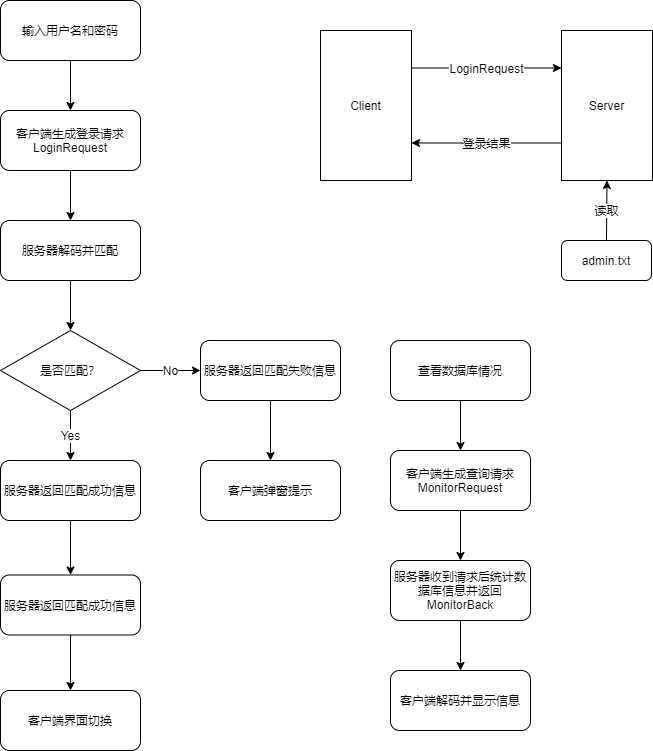 输入用户名和密码
客户端生成登录请求
LoginRequest
服务器解码并匹配
是否匹配?
No
Yes
服务器返回匹配成功信息
服务器返回匹配成功信息
客户端界面切换
服务器返回匹配失败信息
客户端弹窗提示
Client
LoginRequest
Server
登录结果
读取
admin.txt
查看数据库情况
客户端生成查询请求
MonitorRequest
服务器收到请求后统计数
据库信息并返回
MonitorBack
客户端解码并显示信息